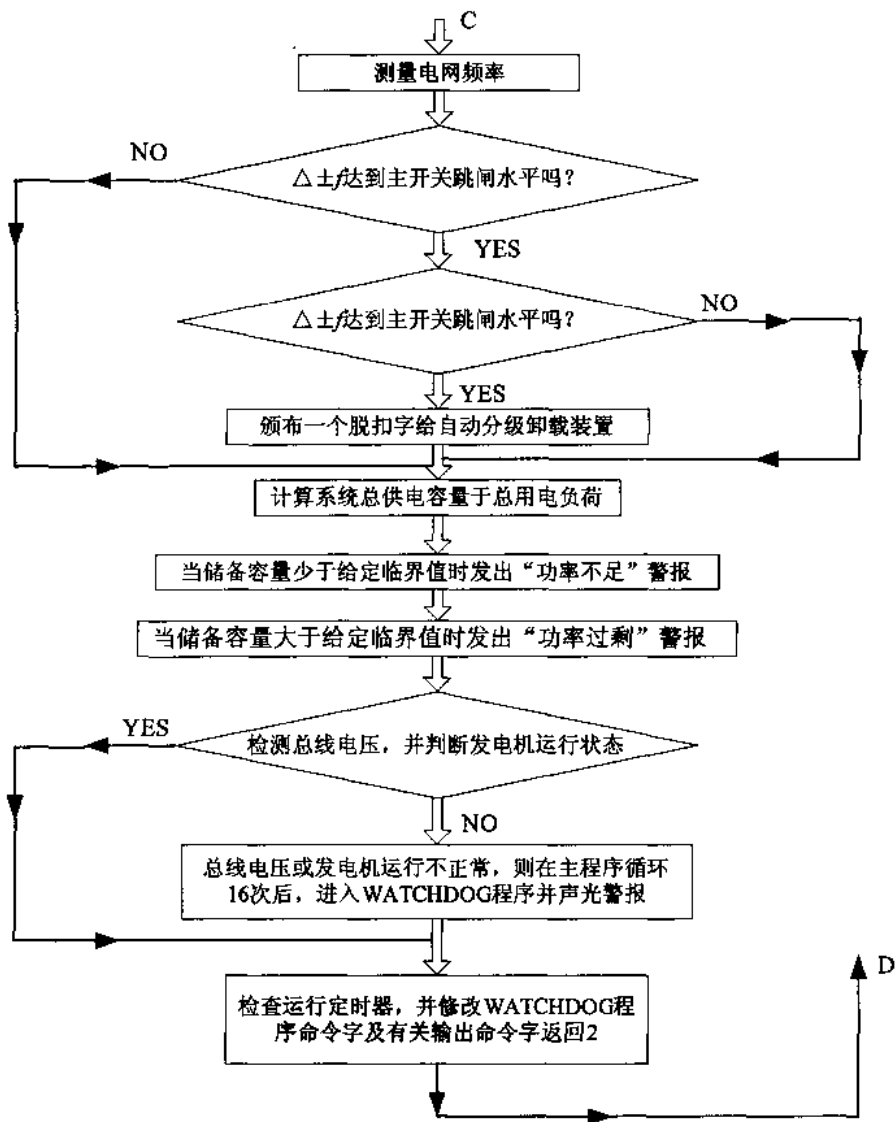 C
测量电网频率
NO
△±f达到主开关跳闸水平吗？
YES
△±f达到主开关跳闸水平吗？
NO
YES
颁布一个脱扣字给自动分级卸载装置
计算系统总供电容量于总用电负荷
当储备容量少于给定临界值时发出“功率不足”警报
当储备容量大于给定临界值时发出“功率过剩”警报
YES
检测总线电压，并判断发电机运行状态
NO
总线电压或发电机运行不正常，则在主程序循环
16次后，进入WATCHDOG程序并声光警报
D
检查运行定时器，并修改WATCHDOG程
序命令字及有关输出命令字返回2